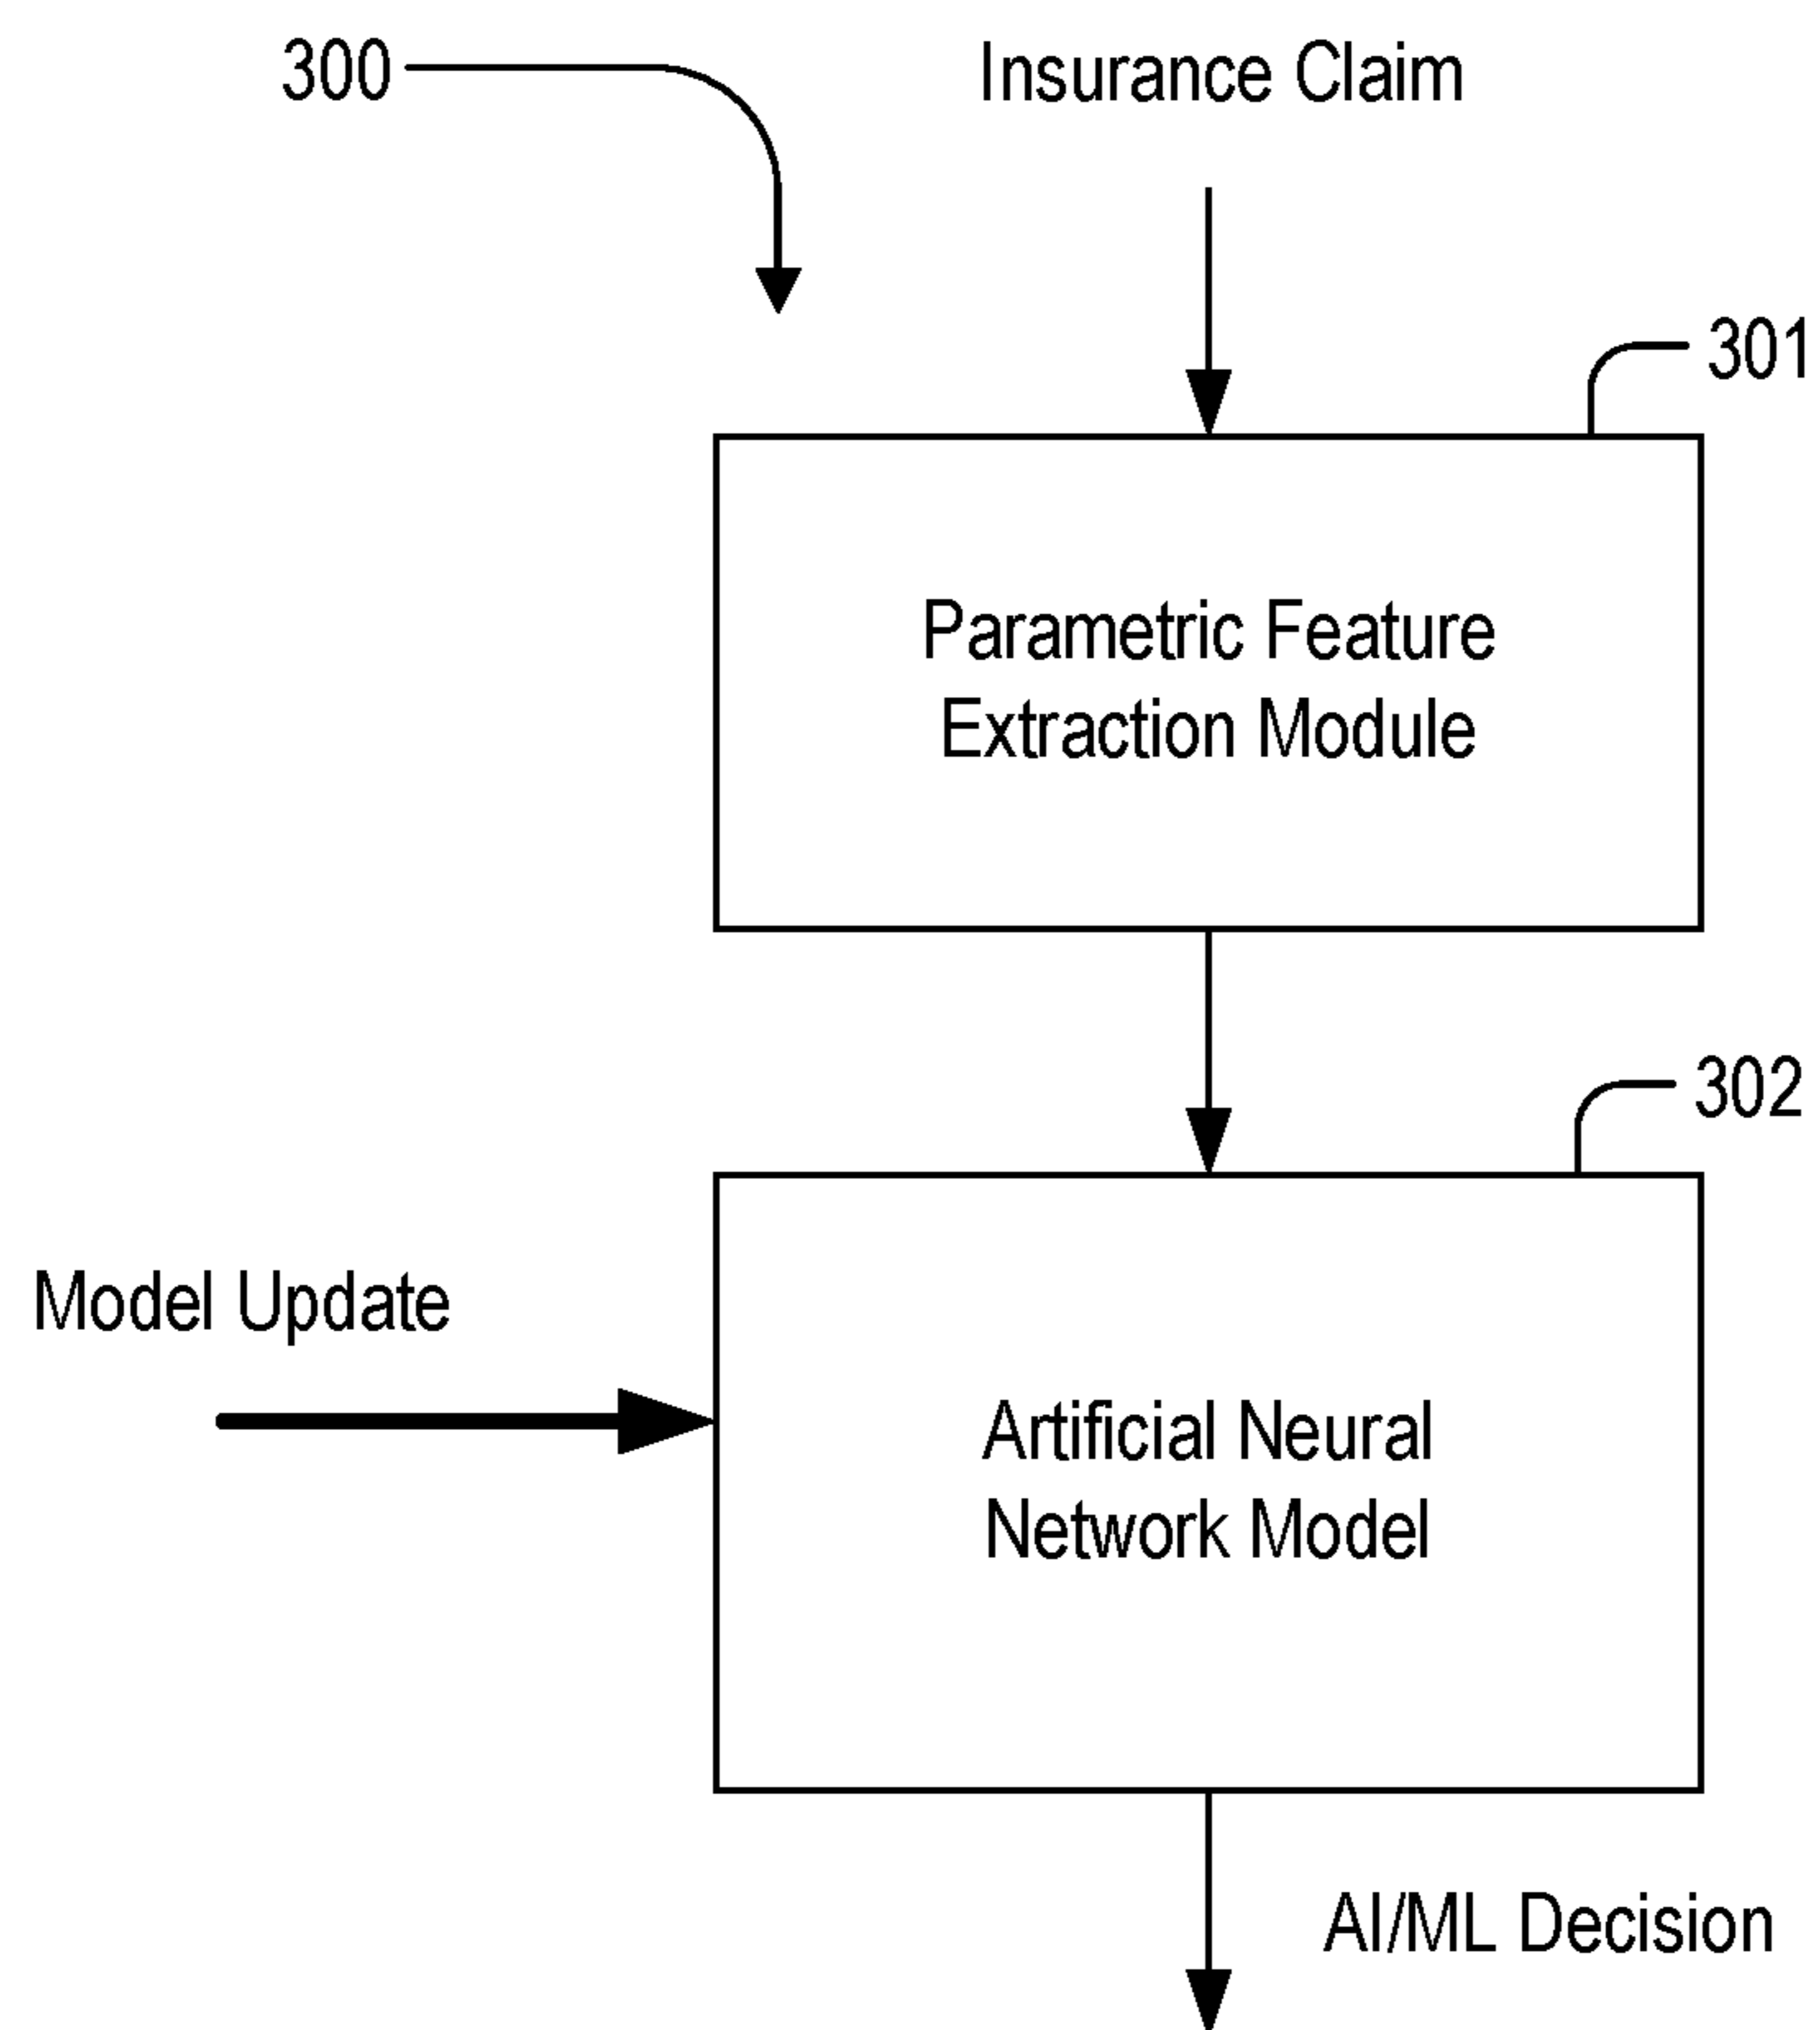 300
Insurance Claim
301
Parametric Feature
Extraction Module
302
Model Update
Artificial Neural
Network Model
AI/ML Decision